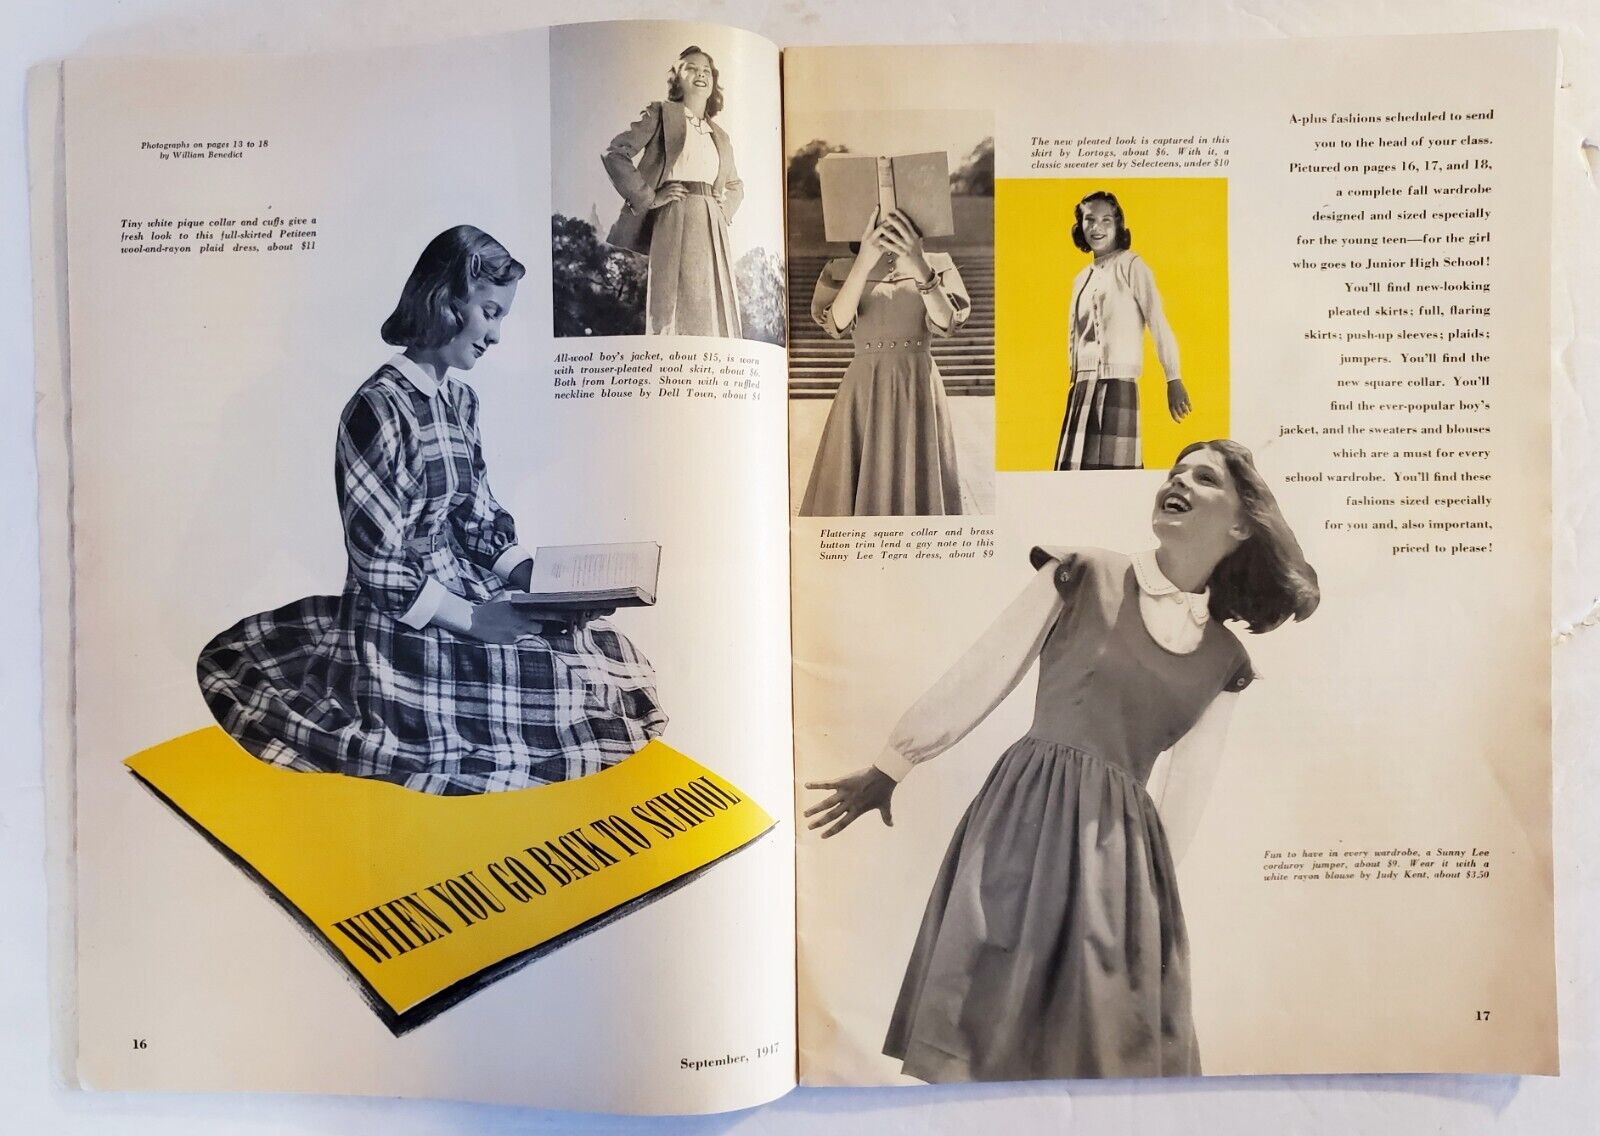 Photographs on pages 13 to 18
by William Benedict
Tiny white pique collar and cuffs give a
fresh look to this full-skirted Petiteen
wool-and-rayon plaid dress, about $11
All-wool boy's jacket, about $15, is worn
with trouser-pleated wool skirt, about $6.
Both from Lortogs. Shown with a ruffled
neckline blouse by Dell Town, about $4
WHEN YOU GO BACK TO SCHOOL
16
September, 1947
The new pleated look is captured in this
skirt by Lortogs, about $6. With it, a
classic sweater set by Selecteens, under $10
Fluttering square collar and brass
button trim lend a gay note to this
Sunny Lee Tegra dress, about $9
A-plus fashions scheduled to send
you to the head of your class.
Pictured on pages 16, 17, and 18,
a complete fall wardrobe
designed and sized especially
for the young teen—for the girl
who goes to Junior High School!
You'll find new-looking
pleated skirts; full, flaring
skirts; push-up sleeves; plaids;
jumpers. You'll find the
new square collar. You'll
find the ever-popular boy's
jacket, and the sweaters and blouses
which are a must for every
school wardrobe. You'll find these
fashions sized especially
for you and, also important,
priced to please!
Fun to have in every wardrobe, a Sunny Lee
corduroy jumper, about $9. Wear it with a
white rayon blouse by Judy Kent, about $3.50
17